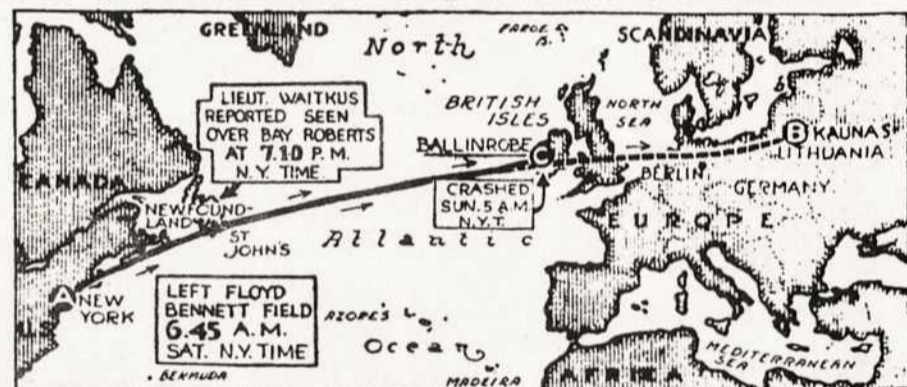 GREENLAND
North
FAROE
IS.
SCANDINAVIA
LIEUT. WAITKUS
REPORTED SEEN
OVER BAY ROBERTS
AT 7.10 P.M.
N.Y. TIME
BRITISH
ISLES
NORTH
SEA
BALLINROBE
C
B
KAUNAS
LITHUANIA
CANADA
CRASHED
SUN. 5 A.M.
N.Y.T.
BERLIN
GERMANY
NEWFOUND-
LAND
ST
JOHN'S
Atlantic
EUROPE
A
NEW
YORK
LEFT FLOYD
BENNETT FIELD
6.45 A.M.
SAT. N.Y. TIME
AZORES
Ocean
MEDITERRANEAN
SEA
BERMUDA
MADEIRA
AFRIKA